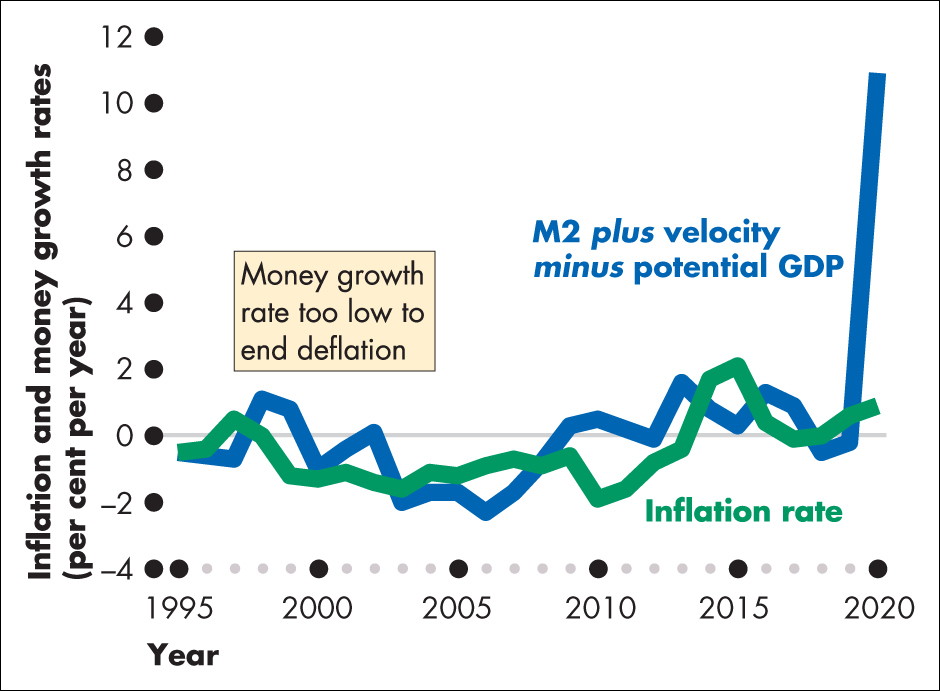 Inflation and money growth rates
(per cent per year)
12
10
8
6
4
2
0
–2
–4
Money growth
rate too low to
end deflation
M2 plus velocity
minus potential GDP
Inflation rate
1995
2000
2005
2010
2015
2020
Year